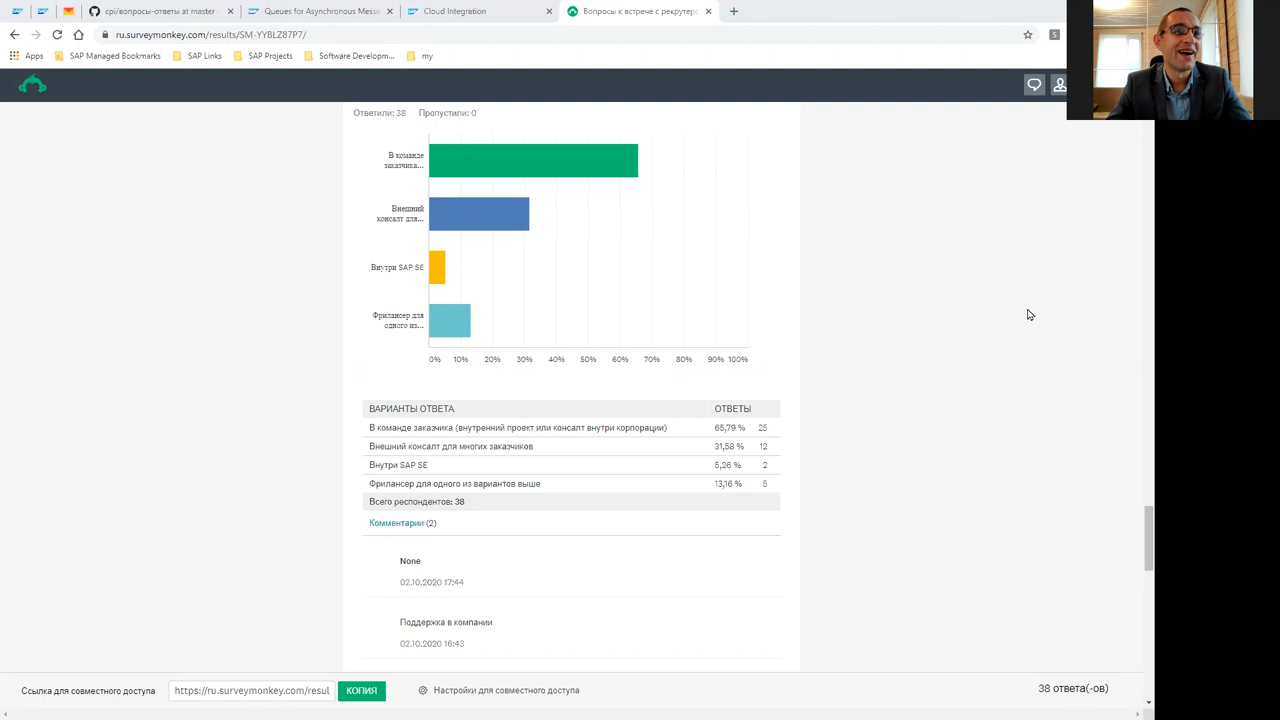 cpi/вопросы-ответы at master
Queues for Asynchronous Messa
Cloud Integration
Вопросы к встрече с рекрутер
ru.surveymonkey.com/results/SM-YYBLZ87P7/
S
Apps
SAP Managed Bookmarks
SAP Links
SAP Projects
Software Developm...
my
Ответили: 38
Пропустили: 0
В команде
заказчика...
Внешний
консалт для...
Внутри SAP SE
Фрилансер для
одного из...
0% 10% 20% 30% 40% 50% 60% 70% 80% 90% 100%
ВАРИАНТЫ ОТВЕТА ОТВЕТЫ
В команде заказчика (внутренний проект или консалт внутри корпорации) 65,79 % 25
Внешний консалт для многих заказчиков 31,58 % 12
Внутри SAP SE 5,26 % 2
Фрилансер для одного из вариантов выше 13,16 % 5
Всего респондентов: 38
Комментарии (2)
None
02.10.2020 17:44
Поддержка в компании
02.10.2020 16:43
Ссылка для совместного доступа
https://ru.surveymonkey.com/resul
КОПИЯ
Настройки для совместного доступа
38 ответа(-ов)